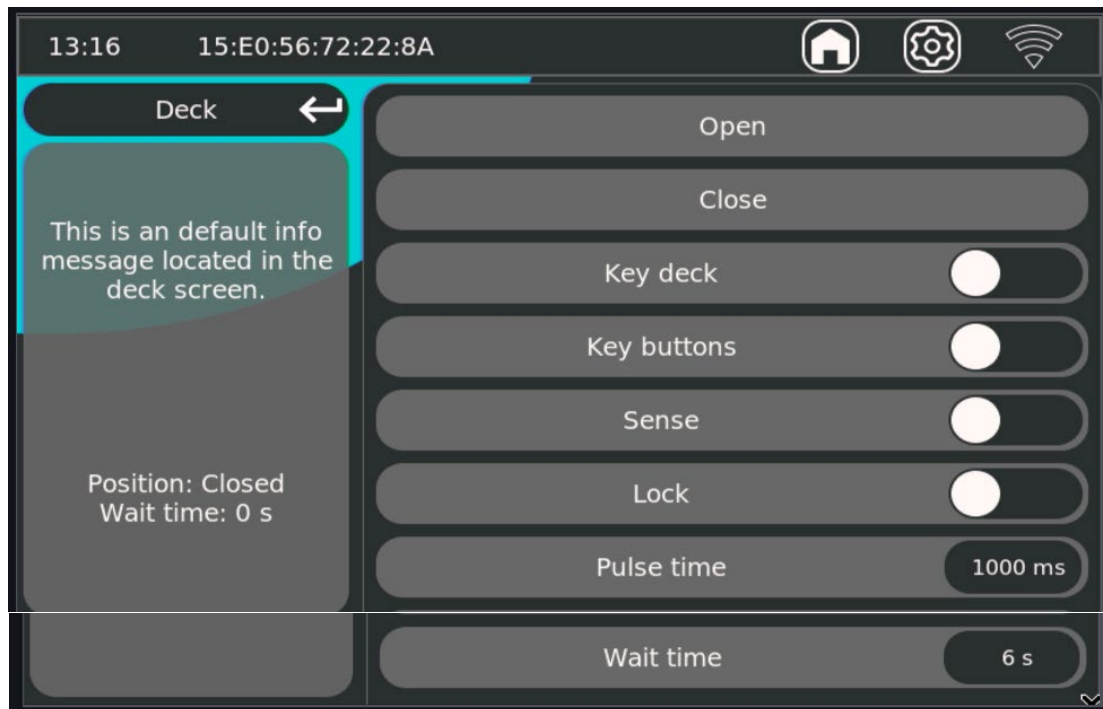 13:16 15:E0:56:72:22:8A
Deck
This is an default info
message located in the
deck screen.
Position: Closed
Wait time: 0 s
Open
Close
Key deck
Key buttons
Sense
Lock
Pulse time 1000 ms
Wait time 6 s